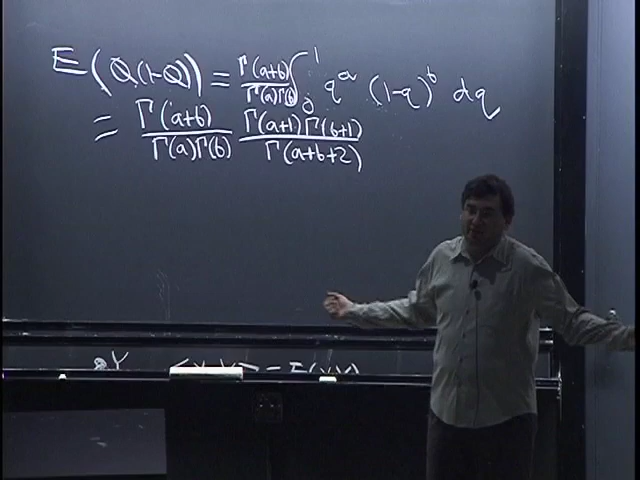 E(Q(1-Q)) = Γ(a+b)/Γ(a)Γ(b) ∫₀¹ q^a (1-q)^b dq
= Γ(a+b)/Γ(a)Γ(b) Γ(a+1)Γ(b+1)/Γ(a+b+2)